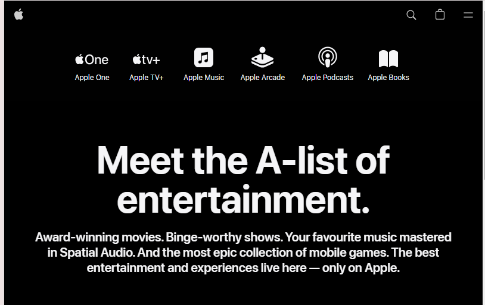 One
tv+
Apple One
Apple TV+
Apple Music
Apple Arcade
Apple Podcasts
Apple Books
Meet the A-list of
entertainment.
Award-winning movies. Binge-worthy shows. Your favourite music mastered
in Spatial Audio. And the most epic collection of mobile games. The best
entertainment and experiences live here — only on Apple.